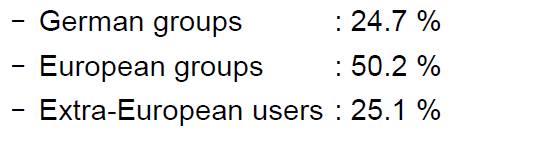 − German groups : 24.7 %
− European groups : 50.2 %
− Extra-European users : 25.1 %